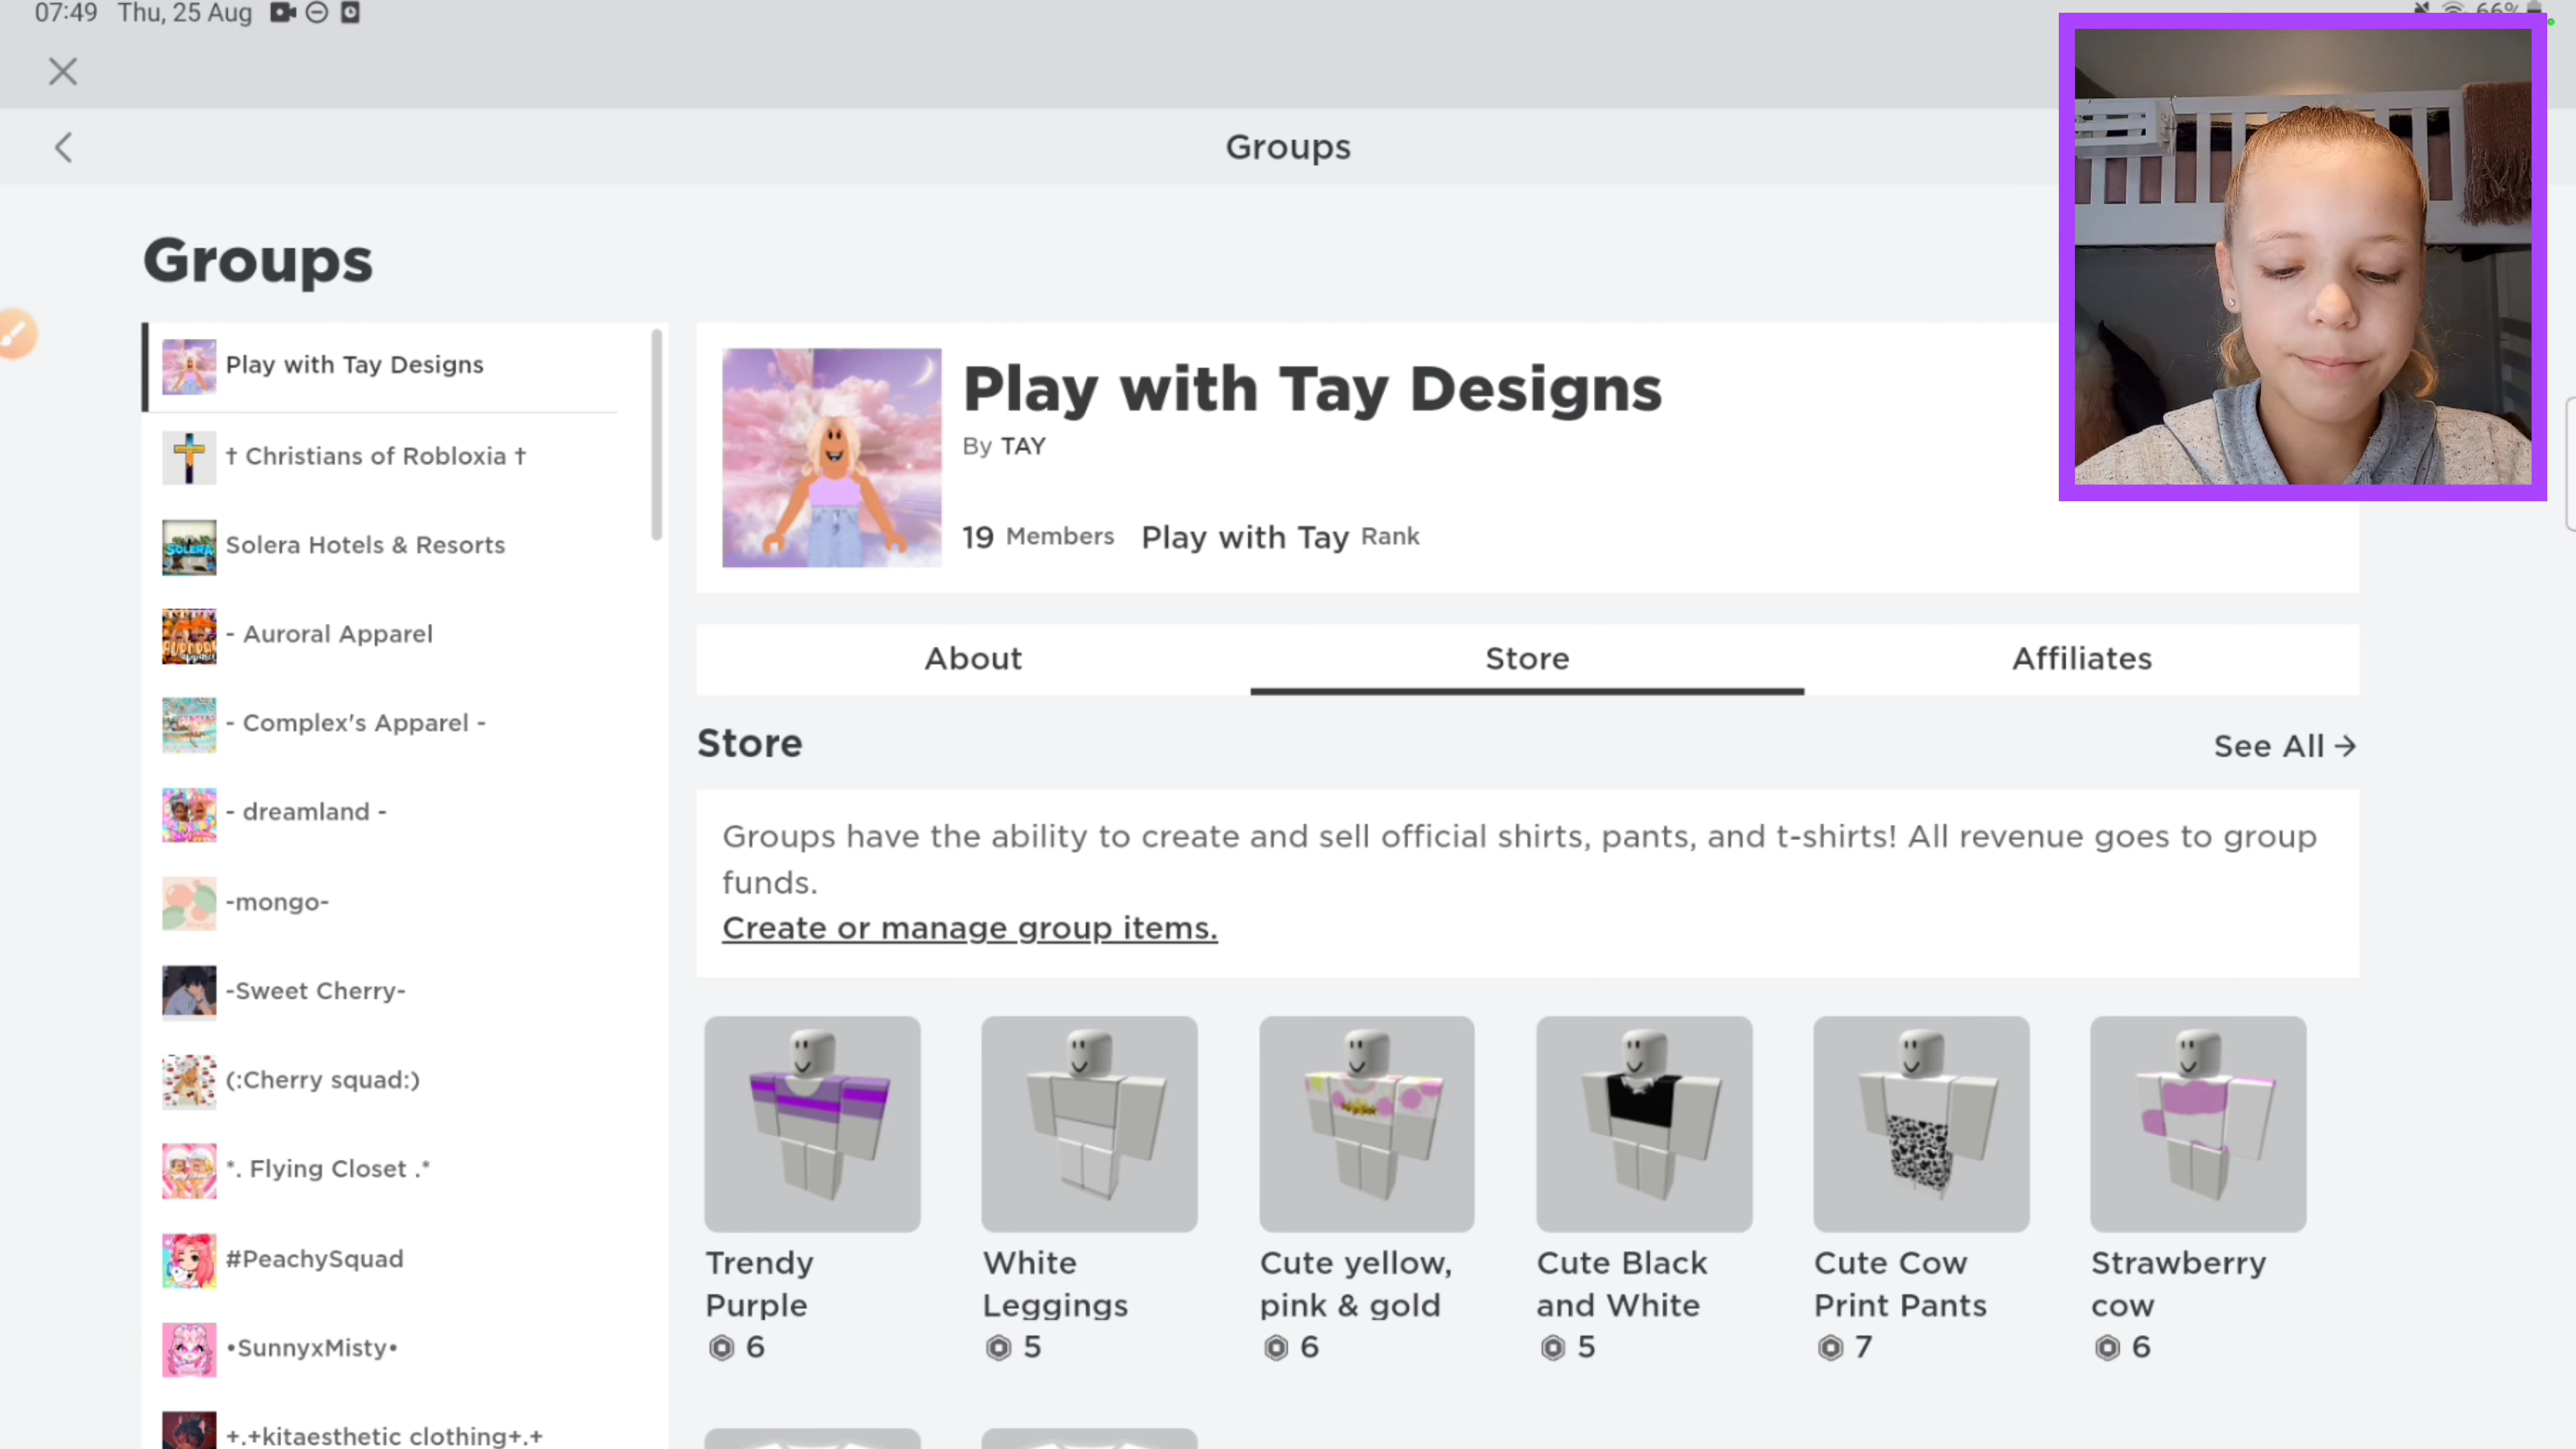 07:49 Thu, 25 Aug
66%
Groups
Groups
Play with Tay Designs
† Christians of Robloxia †
Solera Hotels & Resorts
- Auroral Apparel
- Complex's Apparel -
- dreamland -
-mongo-
-Sweet Cherry-
(:Cherry squad:)
*. Flying Closet .*
#PeachySquad
•SunnyxMisty•
+.+kitaesthetic clothing+.+
SOLERA
Play with Tay Designs
By TAY
19 Members Play with Tay Rank
About Store Affiliates
Store See All →
Groups have the ability to create and sell official shirts, pants, and t-shirts! All revenue goes to group
funds.
Create or manage group items.
Trendy
Purple
6
White
Leggings
5
Cute yellow,
pink & gold
6
Cute Black
and White
5
Cute Cow
Print Pants
7
Strawberry
cow
6